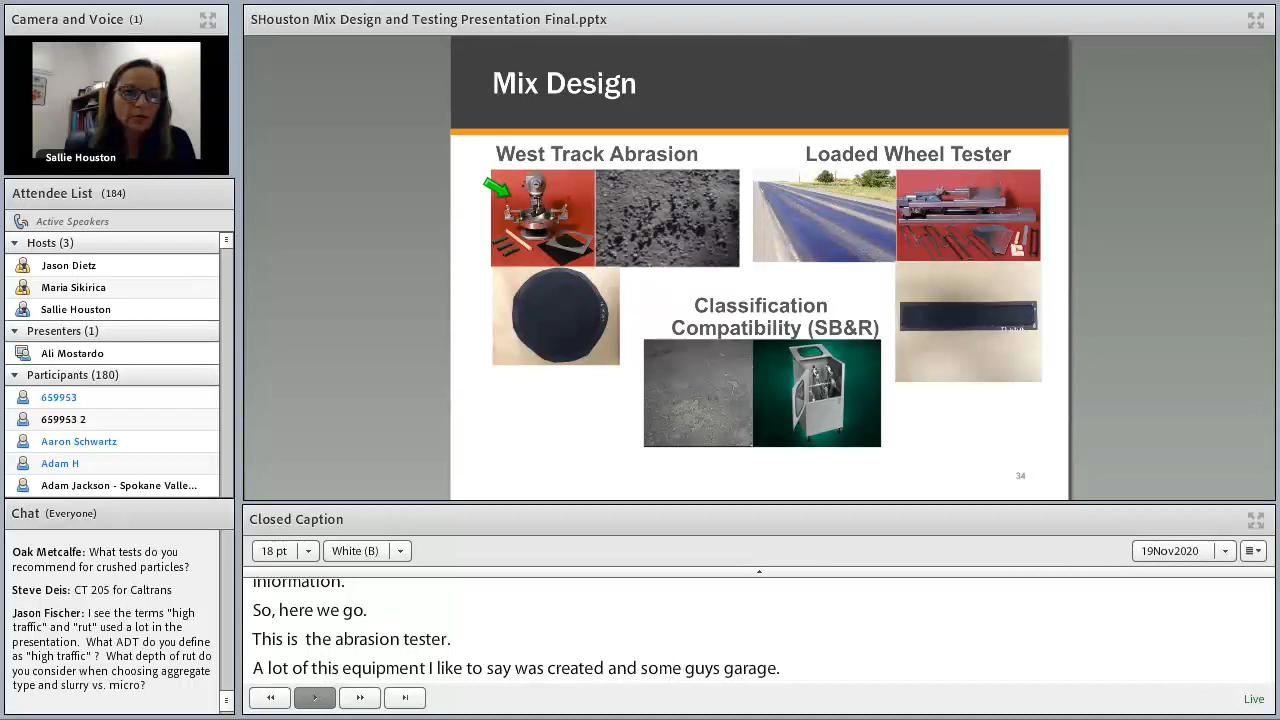 Camera and Voice (1)
Sallie Houston
Attendee List (184)
Active Speakers
Hosts (3)
Jason Dietz
Maria Sikirica
Sallie Houston
Presenters (1)
Ali Mostardo
Participants (180)
659953
659953 2
Aaron Schwartz
Adam H
Adam Jackson - Spokane Valle...
Chat (Everyone)
Oak Metcalfe: What tests do you
recommend for crushed particles?
Steve Deis: CT 205 for Caltrans
Jason Fischer: I see the terms "high
traffic" and "rut" used a lot in the
presentation. What ADT do you define
as "high traffic" ? What depth of rut do
you consider when choosing aggregate
type and slurry vs. micro?
SHouston Mix Design and Testing Presentation Final.pptx
Mix Design
West Track Abrasion
Loaded Wheel Tester
Classification
Compatibility (SB&R)
34
Closed Caption
18 pt
White (B)
19Nov2020
information.
So, here we go.
This is the abrasion tester.
A lot of this equipment I like to say was created and some guys garage.
Live